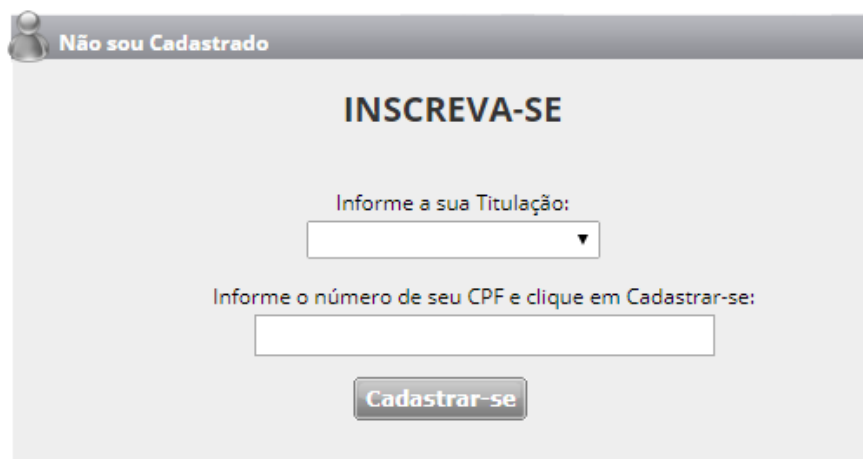 Não sou Cadastrado
INSCREVA-SE
Informe a sua Titulação:
Informe o número de seu CPF e clique em Cadastrar-se:
Cadastrar-se